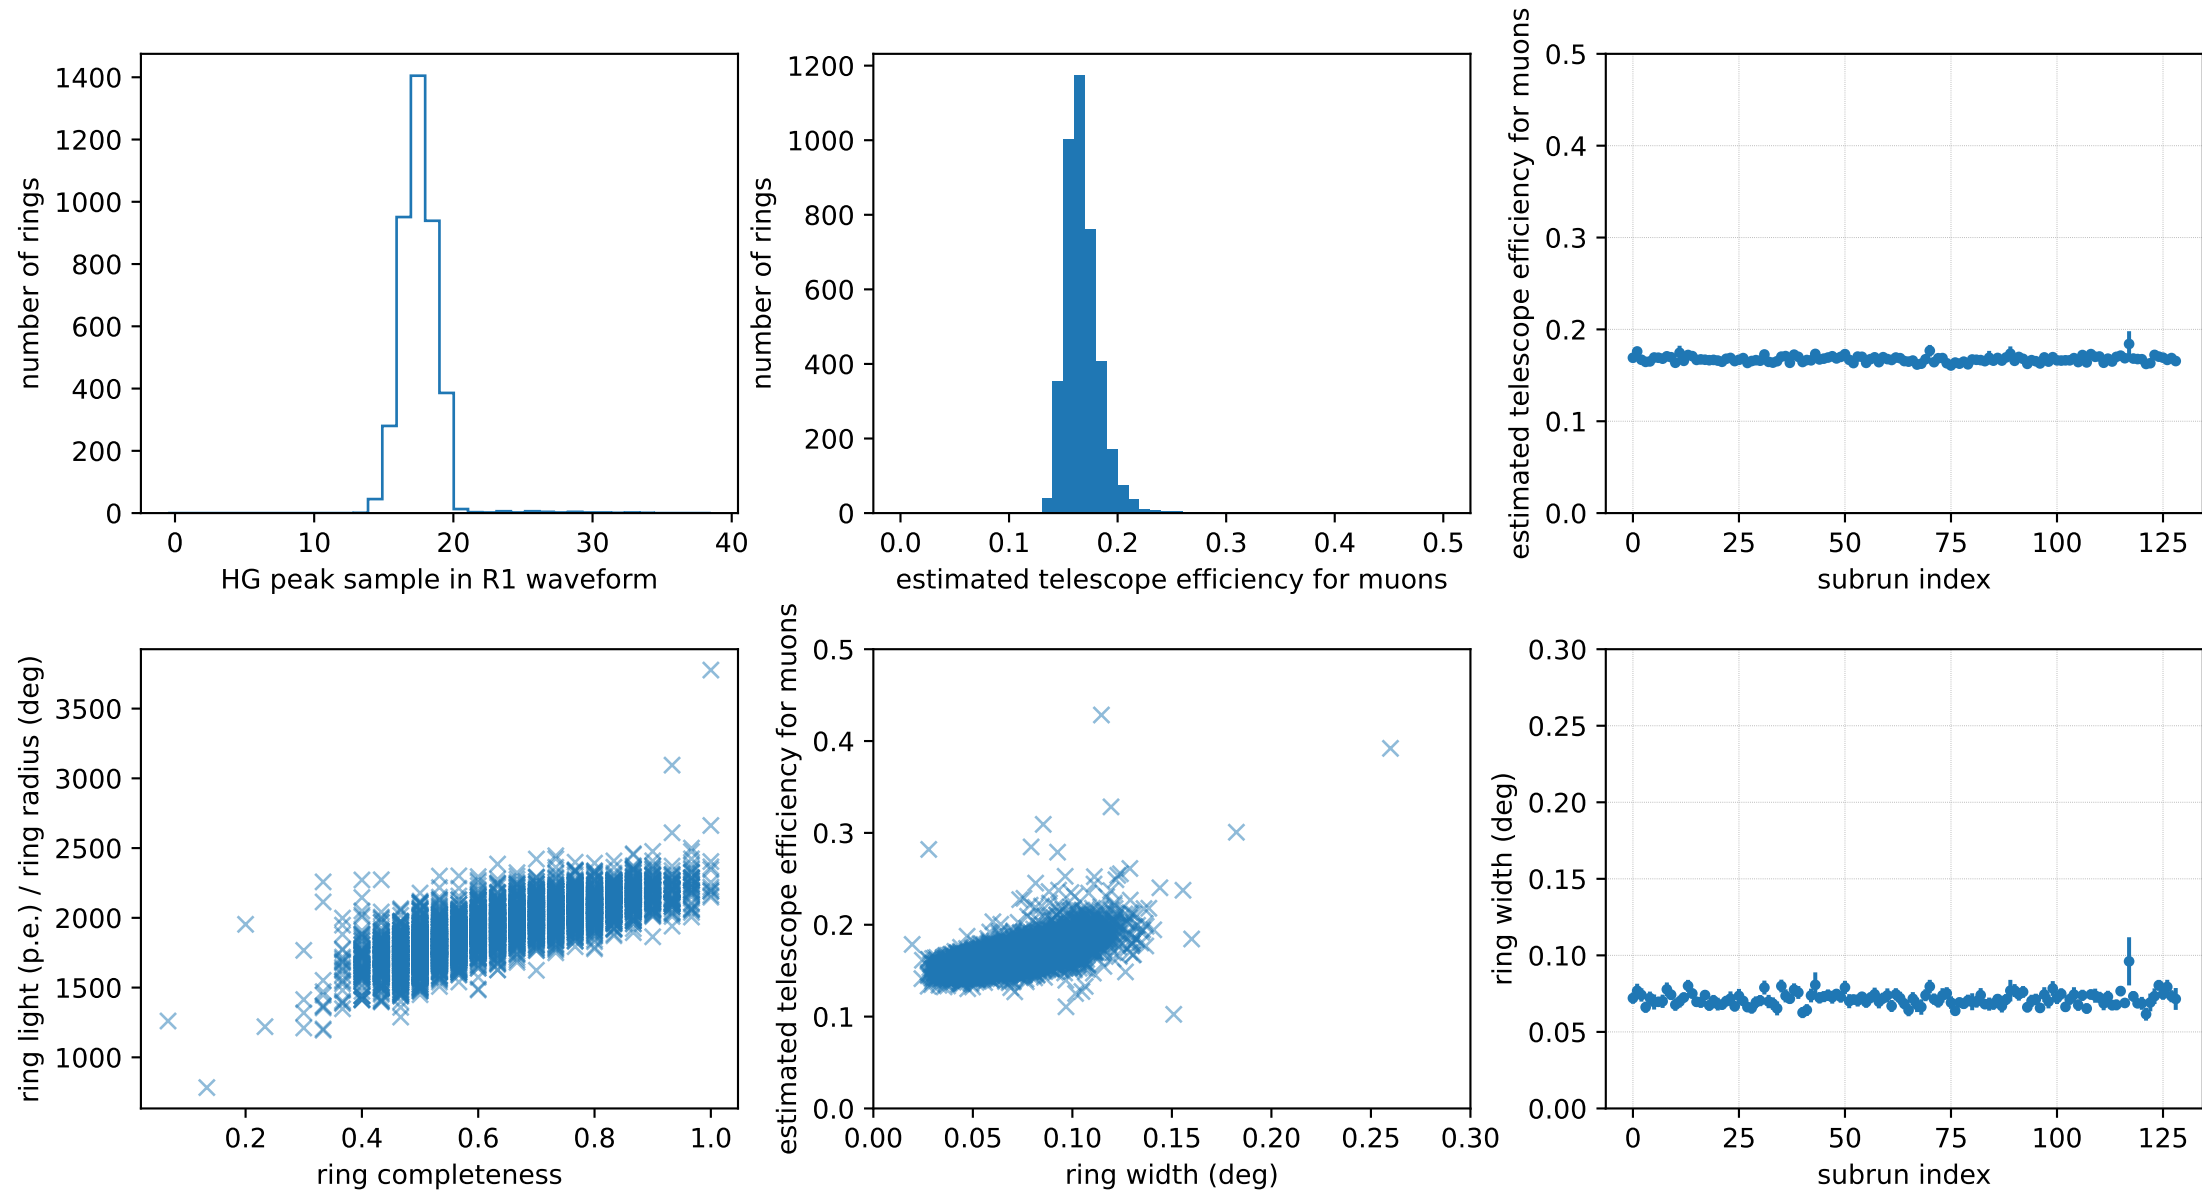 number of rings
1400
1200
1000
800
600
400
200
0
0 10 20 30 40
HG peak sample in R1 waveform
number of rings
1200
1000
800
600
400
200
0
0.0 0.1 0.2 0.3 0.4 0.5
estimated telescope efficiency for muons
estimated telescope efficiency for muons
0.5
0.4
0.3
0.2
0.1
0.0
0 25 50 75 100 125
subrun index
ring light (p.e.) / ring radius (deg)
3500
3000
2500
2000
1500
1000
0.2 0.4 0.6 0.8 1.0
ring completeness
estimated telescope efficiency for muons
0.5
0.4
0.3
0.2
0.1
0.0
0.00 0.05 0.10 0.15 0.20 0.25 0.30
ring width (deg)
ring width (deg)
0.30
0.25
0.20
0.15
0.10
0.05
0.00
0 25 50 75 100 125
subrun index